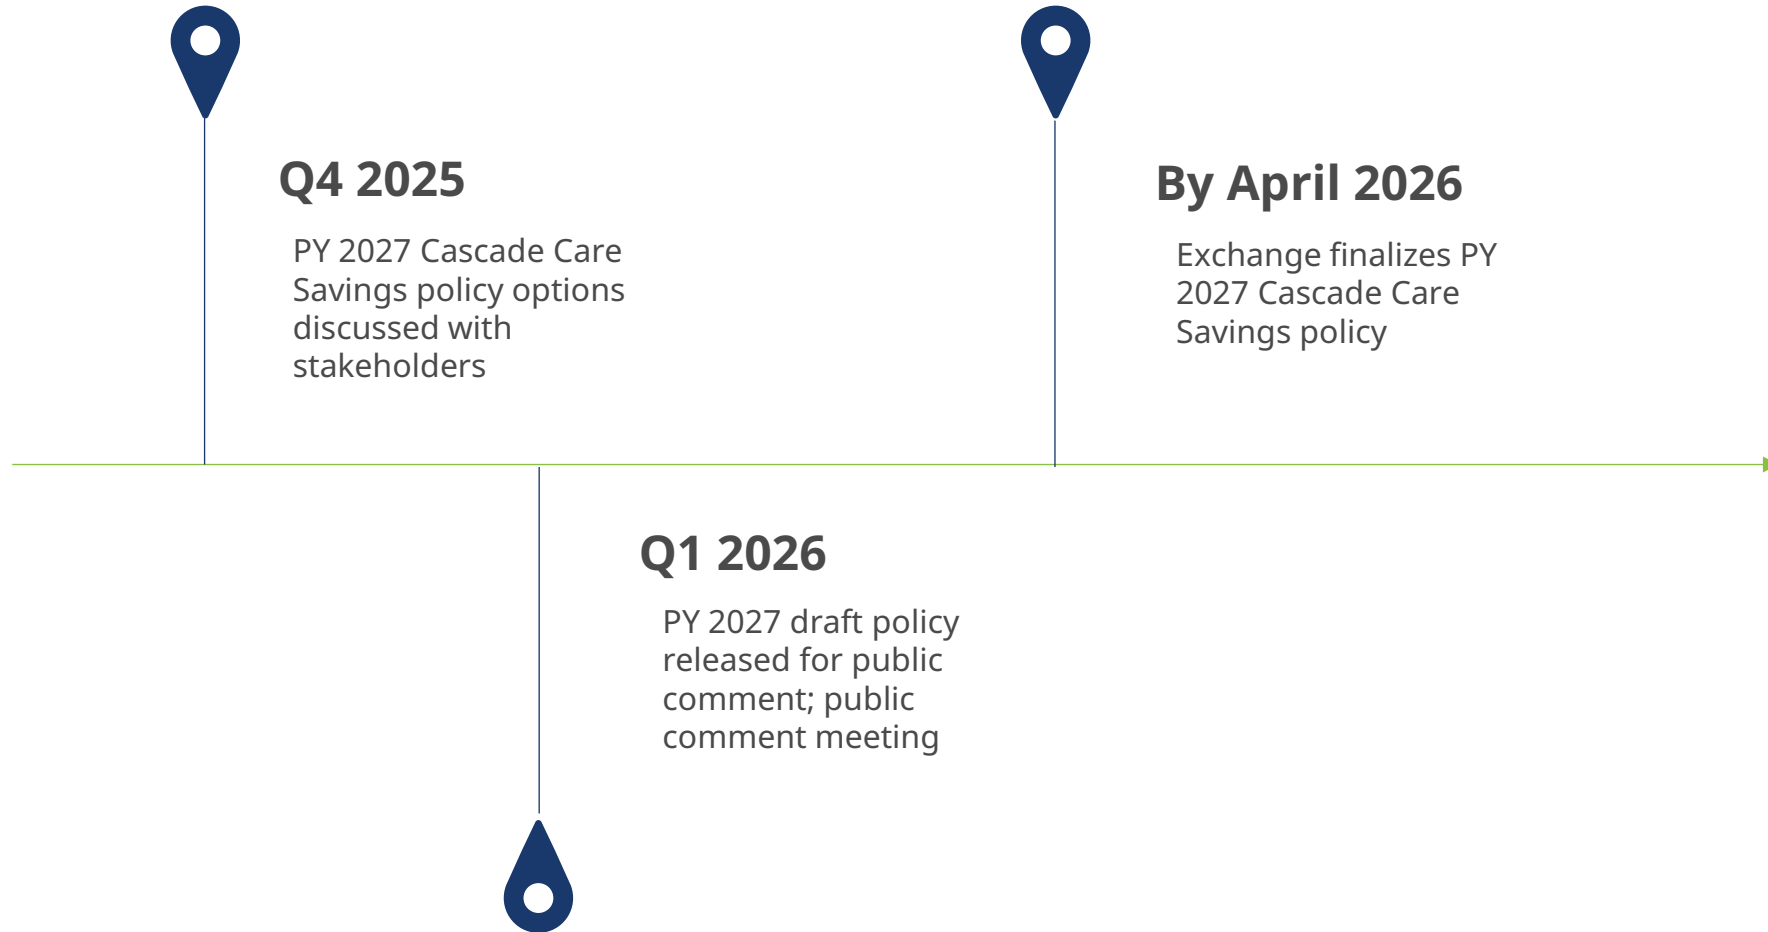 Q4 2025
PY 2027 Cascade Care
Savings policy options
discussed with
stakeholders
Q1 2026
PY 2027 draft policy
released for public
comment; public
comment meeting
By April 2026
Exchange finalizes PY
2027 Cascade Care
Savings policy